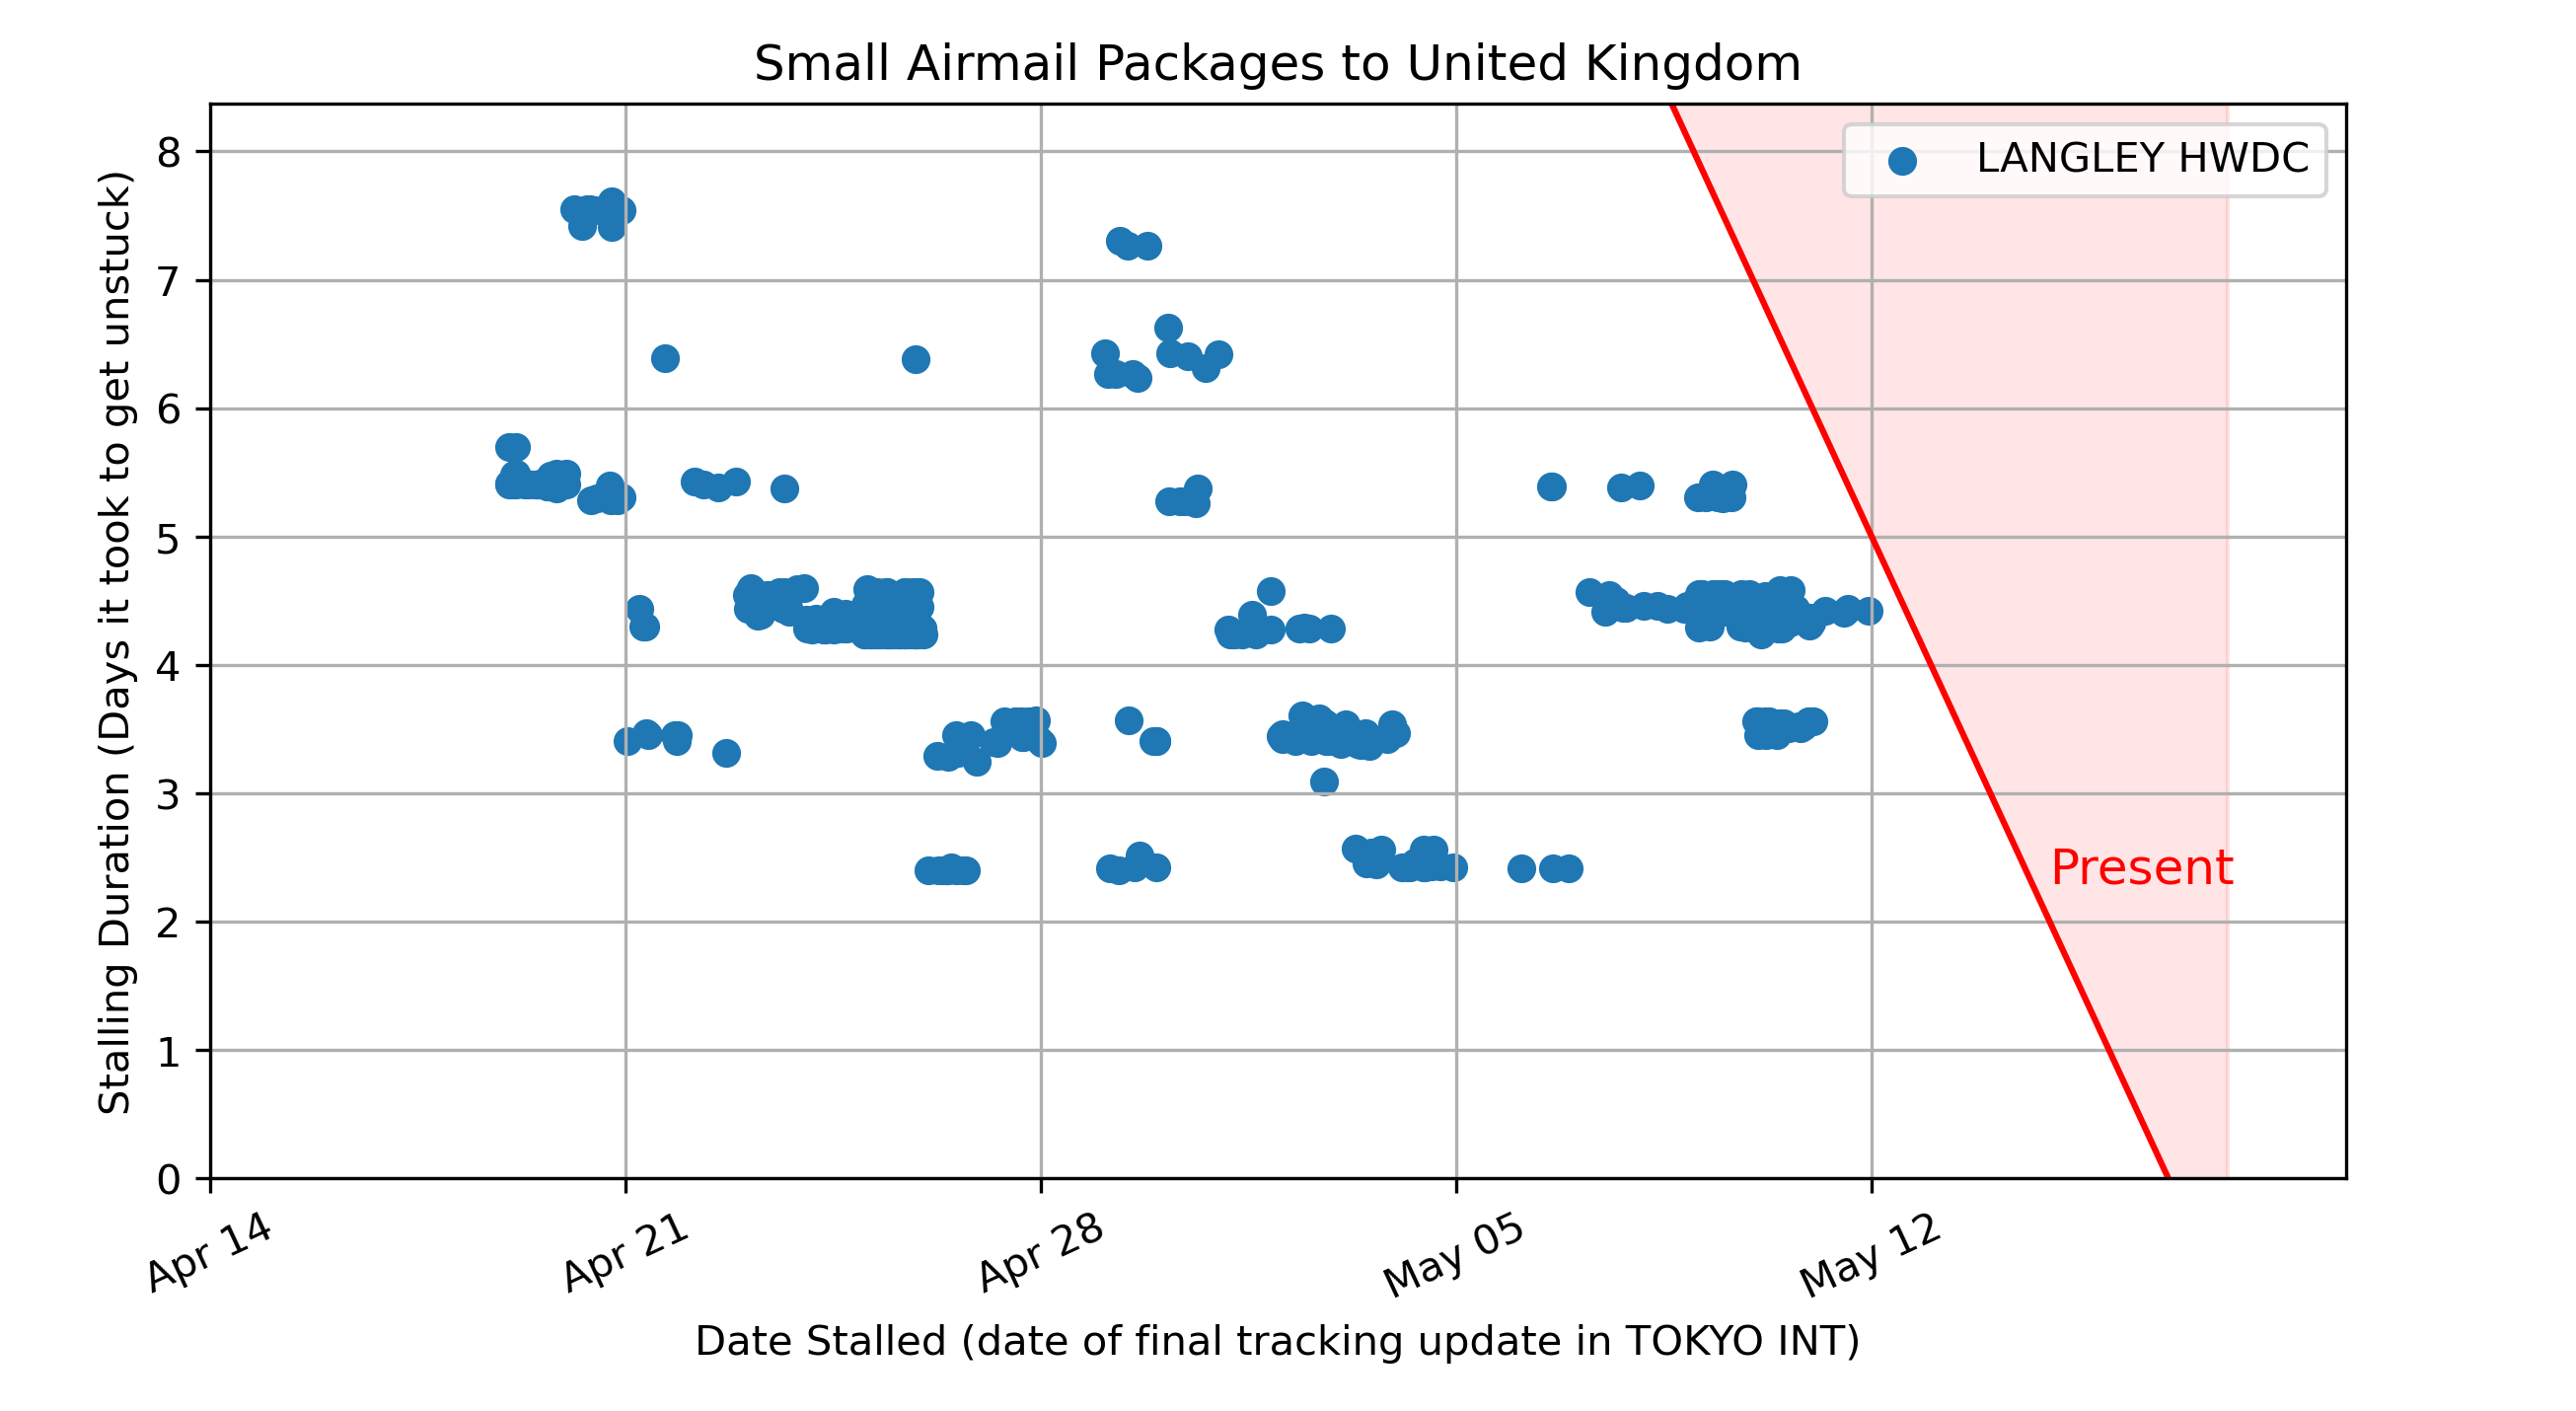 Small Airmail Packages to United Kingdom
LANGLEY HWDC
Stalling Duration (Days it took to get unstuck)
8
7
6
5
4
3
2
1
0
Present
Apr 14
Apr 21
Apr 28
May 05
May 12
Date Stalled (date of final tracking update in TOKYO INT)